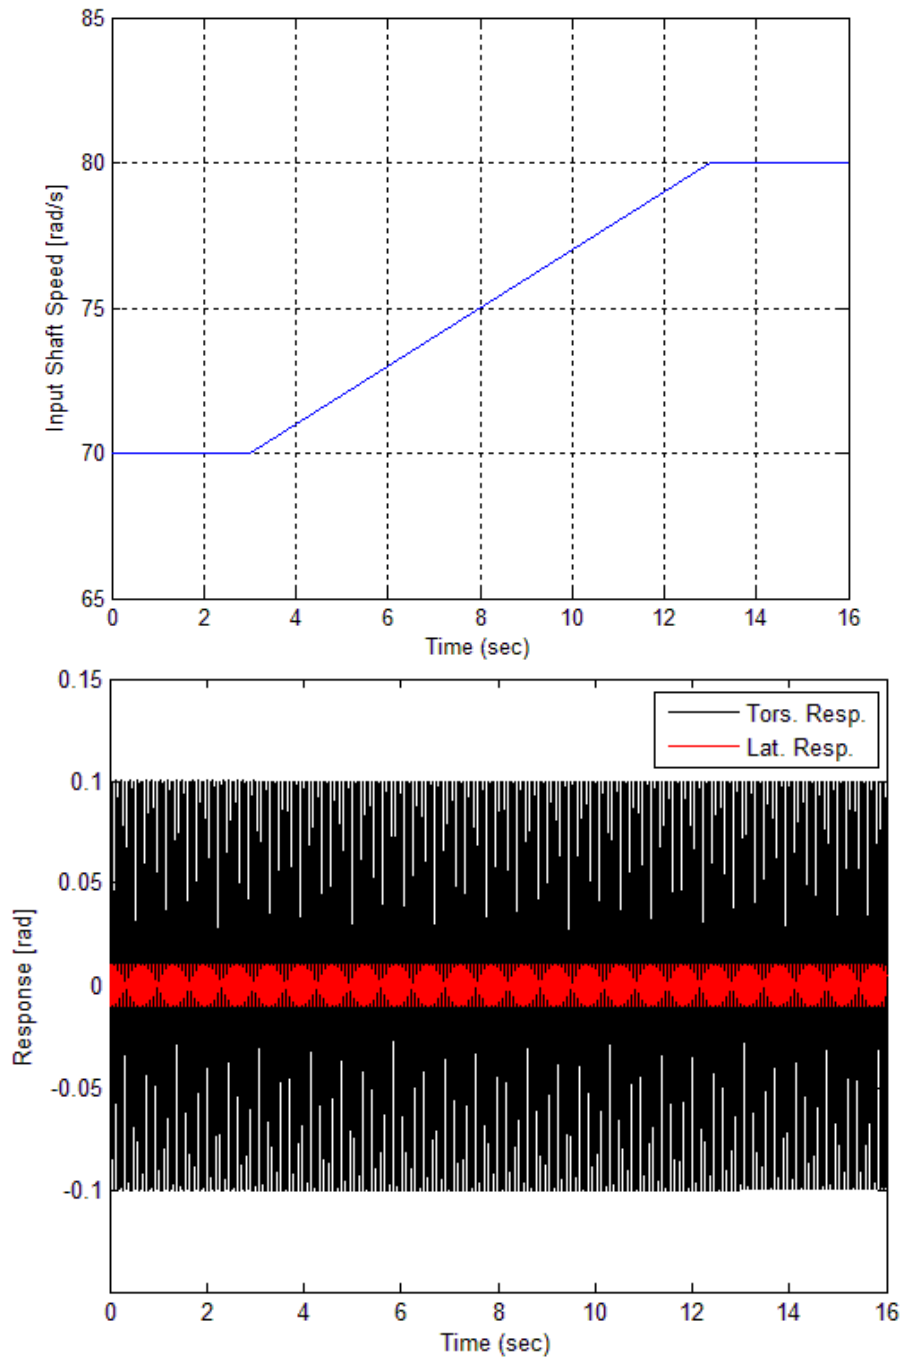 85
80
75
70
65
Input Shaft Speed [rad/s]
0 2 4 6 8 10 12 14 16
Time (sec)
0.15
0.1
0.05
0
-0.05
-0.1
Response [rad]
Tors. Resp.
Lat. Resp.
0 2 4 6 8 10 12 14 16
Time (sec)